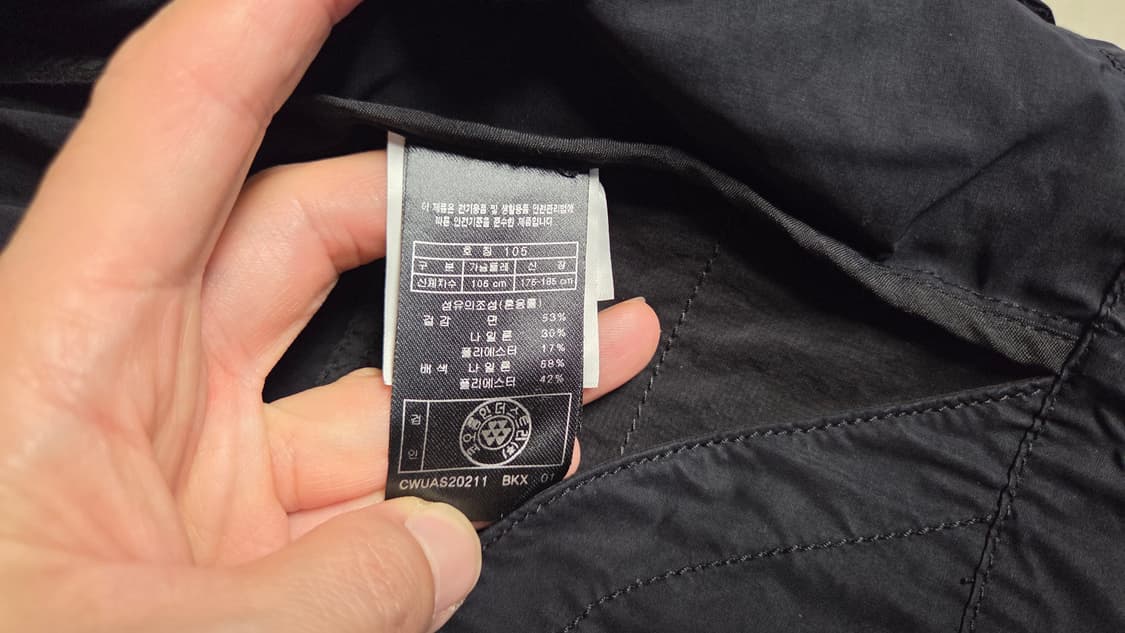 이 제품은 전기용품 및 생활용품 안전관리법에
따른 안전기준을 준수한 제품입니다
호 칭 105
구 분 가슴둘레 신 장
신체치수 105 cm 175-185 cm
섬유의조성(혼용률)
겉감 면 53%
나일론 30%
폴리에스터 17%
배색 나일론 58%
폴리에스터 42%
검
인
코오롱인더스트리(주)
CWUAS20211 BKX 01